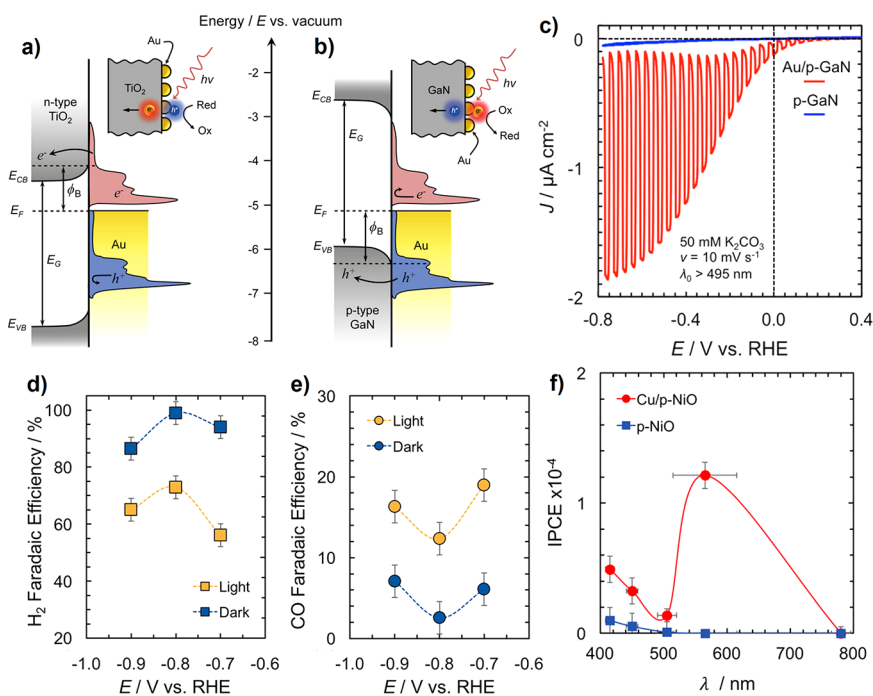 Energy / E vs. vacuum
a)
Au
hν
TiO2
e-
h+
Red
Ox
n-type
TiO2
e-
ECB
ϕB
e-
EF
Au
EG
h+
EVB
-2
-3
-4
-5
-6
-7
-8
b)
hν
GaN
h+
e-
Ox
Red
Au
ECB
EG
e-
EF
ϕB
Au
EVB
h+
h+
p-type
GaN
c)
0
-1
-2
J / µA cm-2
Au/p-GaN
p-GaN
50 mM K2CO3
ν = 10 mV s-1
λ0 > 495 nm
-0.8
-0.4
0.0
0.4
E / V vs. RHE
d)
H2 Faradaic Efficiency / %
100
80
60
40
20
Light
Dark
-1.0
-0.9
-0.8
-0.7
-0.6
E / V vs. RHE
e)
CO Faradaic Efficiency / %
30
20
10
0
Light
Dark
-1.0
-0.9
-0.8
-0.7
-0.6
E / V vs. RHE
f)
IPCE x10-4
2
1
0
Cu/p-NiO
p-NiO
400
500
600
700
800
λ / nm